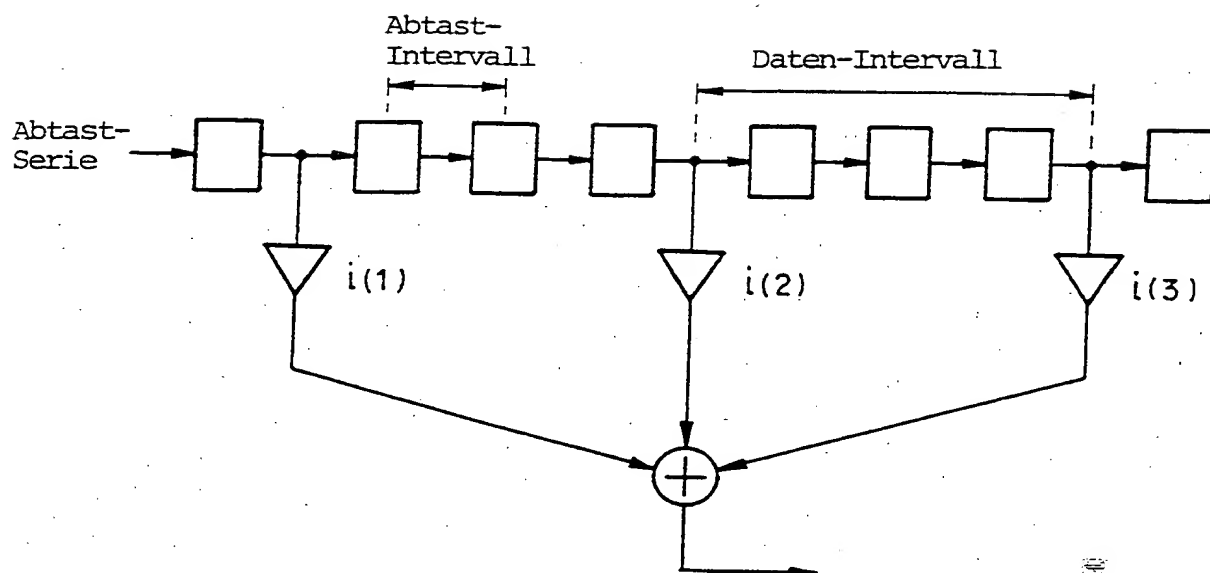 Abtast-
Intervall
Daten-Intervall
Abtast-
Serie
i(1)
i(2)
i(3)